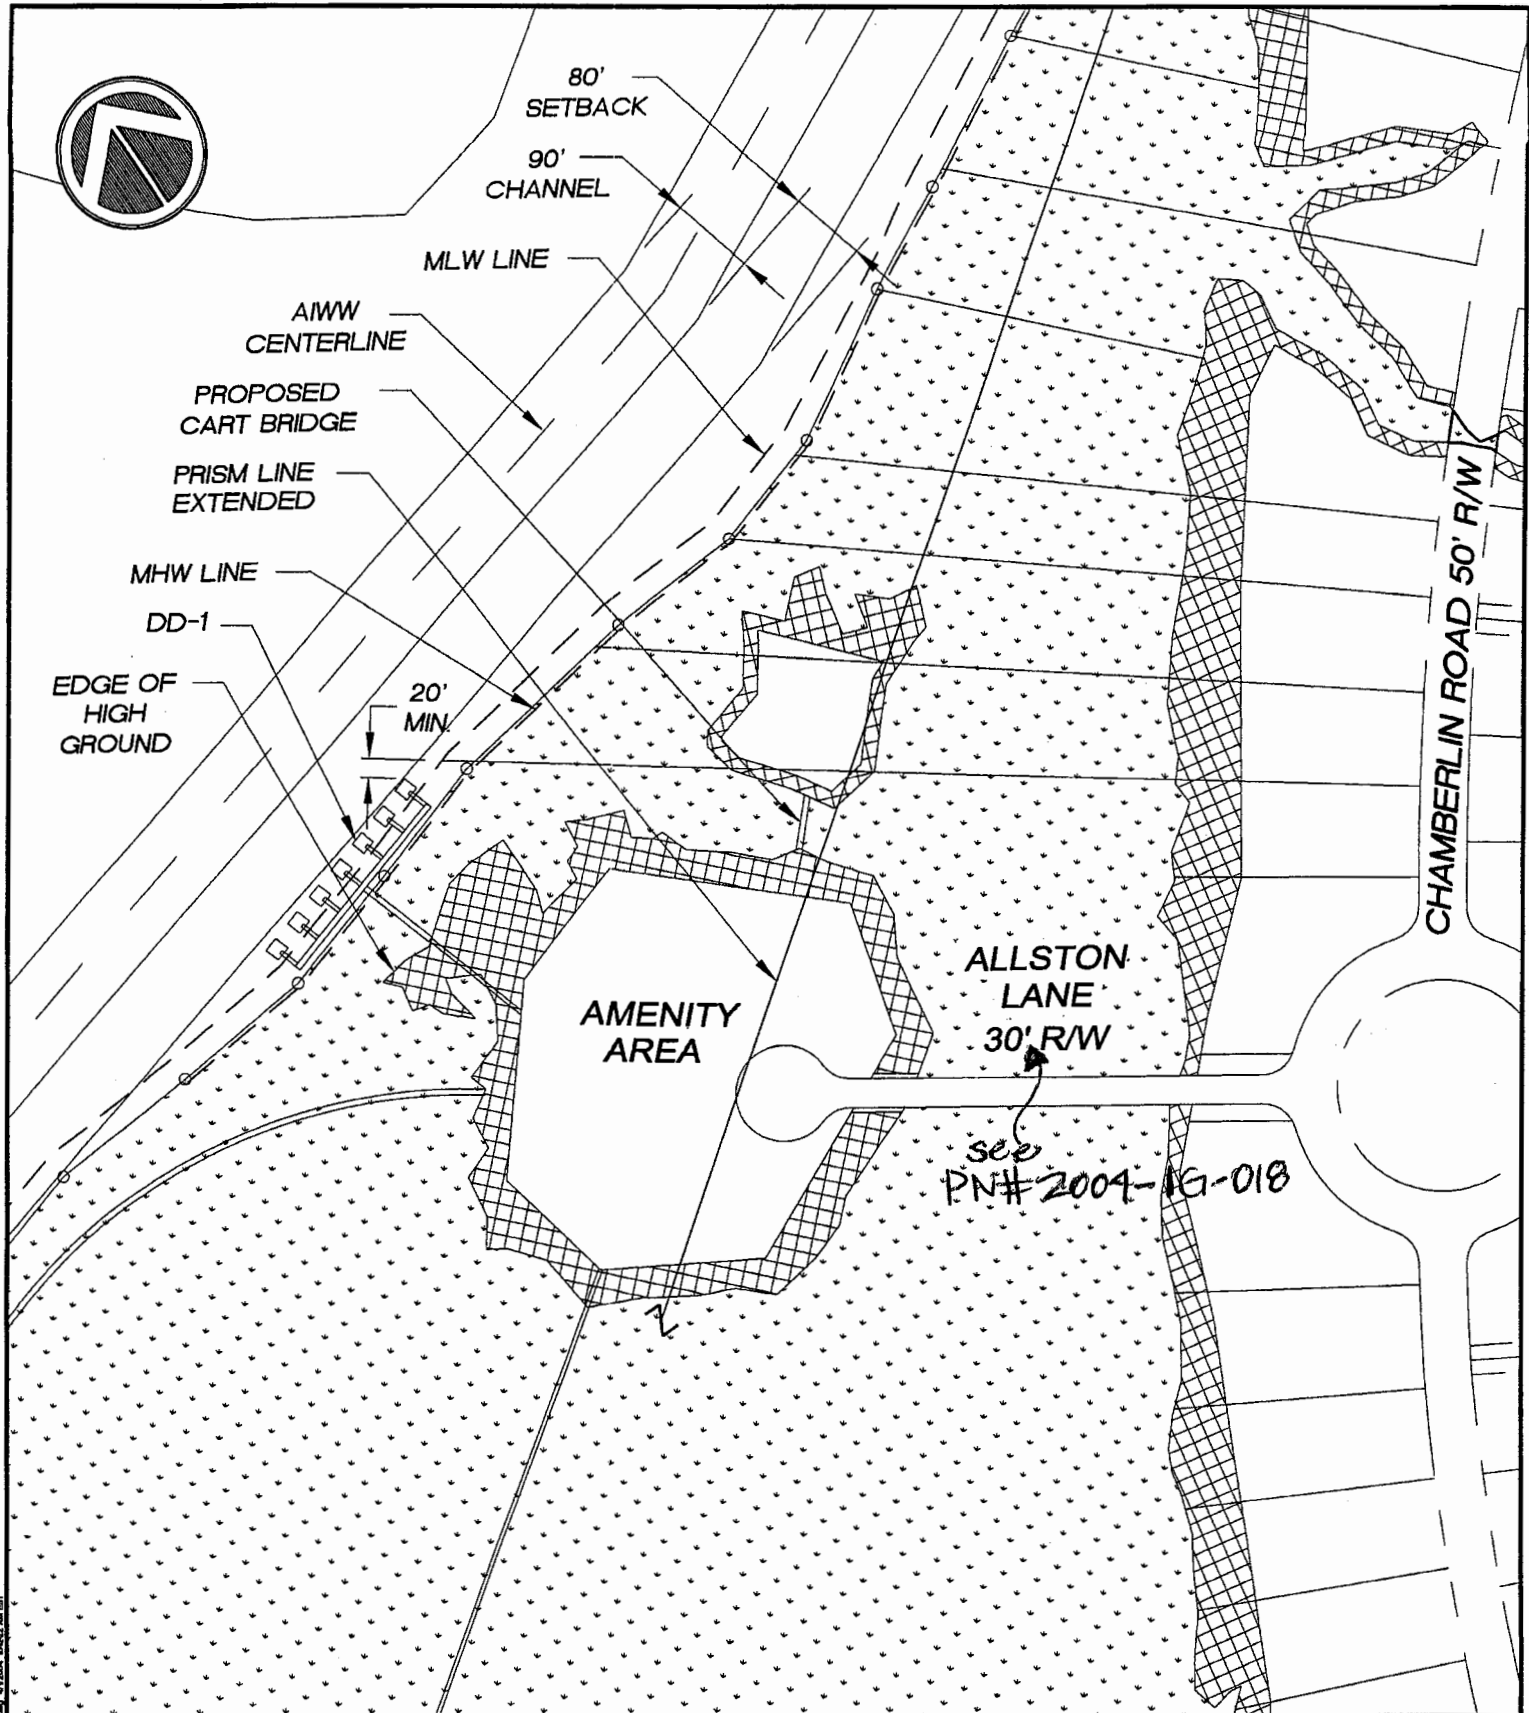 80'
SETBACK
90'
CHANNEL
MLW LINE
AIWW
CENTERLINE
PROPOSED
CART BRIDGE
PRISM LINE
EXTENDED
MHW LINE
DD-1
EDGE OF
HIGH
GROUND
20'
MIN
CHAMBERLIN ROAD 50' R/W
AMENITY
AREA
ALLSTON
LANE
30' R/W
see
PN# 2004-1G-018